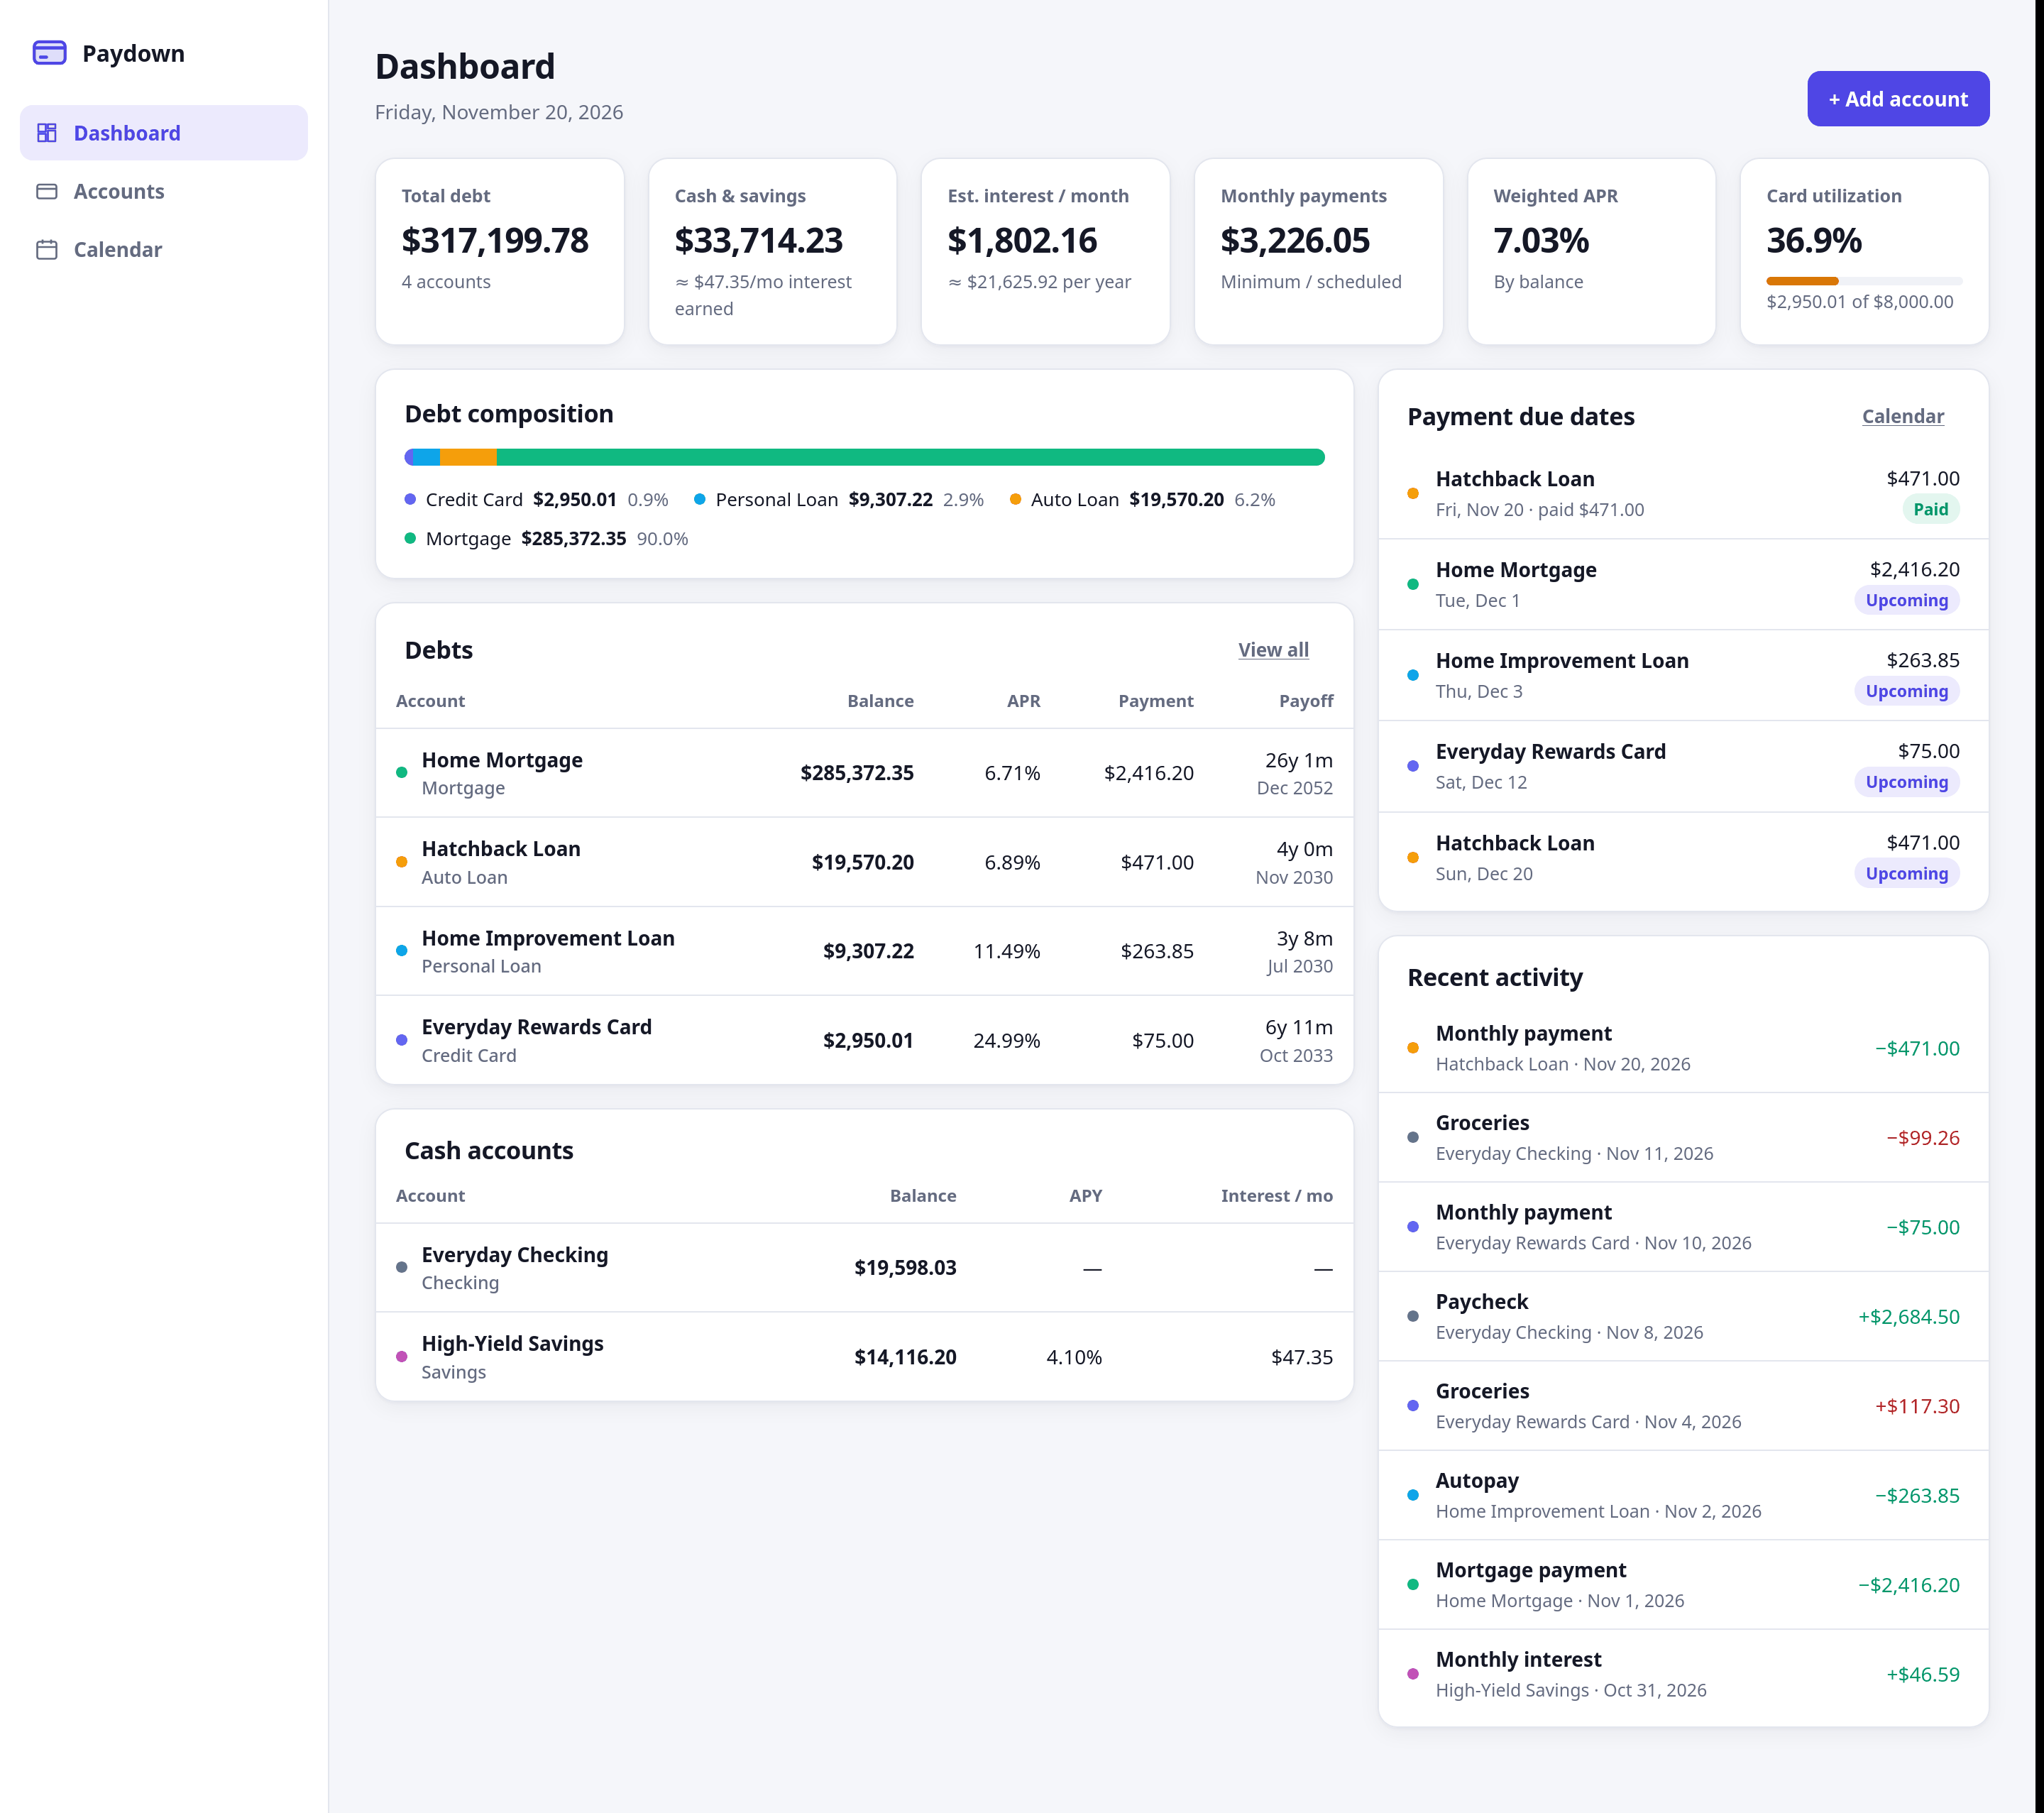 Paydown
Dashboard
Accounts
Calendar
Dashboard
Friday, November 20, 2026
+ Add account
Total debt
$317,199.78
4 accounts
Cash & savings
$33,714.23
≈ $47.35/mo interest
earned
Est. interest / month
$1,802.16
≈ $21,625.92 per year
Monthly payments
$3,226.05
Minimum / scheduled
Weighted APR
7.03%
By balance
Card utilization
36.9%
$2,950.01 of $8,000.00
Debt composition
Credit Card $2,950.01 0.9% Personal Loan $9,307.22 2.9% Auto Loan $19,570.20 6.2%
Mortgage $285,372.35 90.0%
Debts View all
Account Balance APR Payment Payoff
Home Mortgage $285,372.35 6.71% $2,416.20 26y 1m
Mortgage Dec 2052
Hatchback Loan $19,570.20 6.89% $471.00 4y 0m
Auto Loan Nov 2030
Home Improvement Loan $9,307.22 11.49% $263.85 3y 8m
Personal Loan Jul 2030
Everyday Rewards Card $2,950.01 24.99% $75.00 6y 11m
Credit Card Oct 2033
Cash accounts
Account Balance APY Interest / mo
Everyday Checking $19,598.03 — —
Checking
High-Yield Savings $14,116.20 4.10% $47.35
Savings
Payment due dates Calendar
Hatchback Loan $471.00
Fri, Nov 20 · paid $471.00 Paid
Home Mortgage $2,416.20
Tue, Dec 1 Upcoming
Home Improvement Loan $263.85
Thu, Dec 3 Upcoming
Everyday Rewards Card $75.00
Sat, Dec 12 Upcoming
Hatchback Loan $471.00
Sun, Dec 20 Upcoming
Recent activity
Monthly payment −$471.00
Hatchback Loan · Nov 20, 2026
Groceries −$99.26
Everyday Checking · Nov 11, 2026
Monthly payment −$75.00
Everyday Rewards Card · Nov 10, 2026
Paycheck +$2,684.50
Everyday Checking · Nov 8, 2026
Groceries +$117.30
Everyday Rewards Card · Nov 4, 2026
Autopay −$263.85
Home Improvement Loan · Nov 2, 2026
Mortgage payment −$2,416.20
Home Mortgage · Nov 1, 2026
Monthly interest +$46.59
High-Yield Savings · Oct 31, 2026